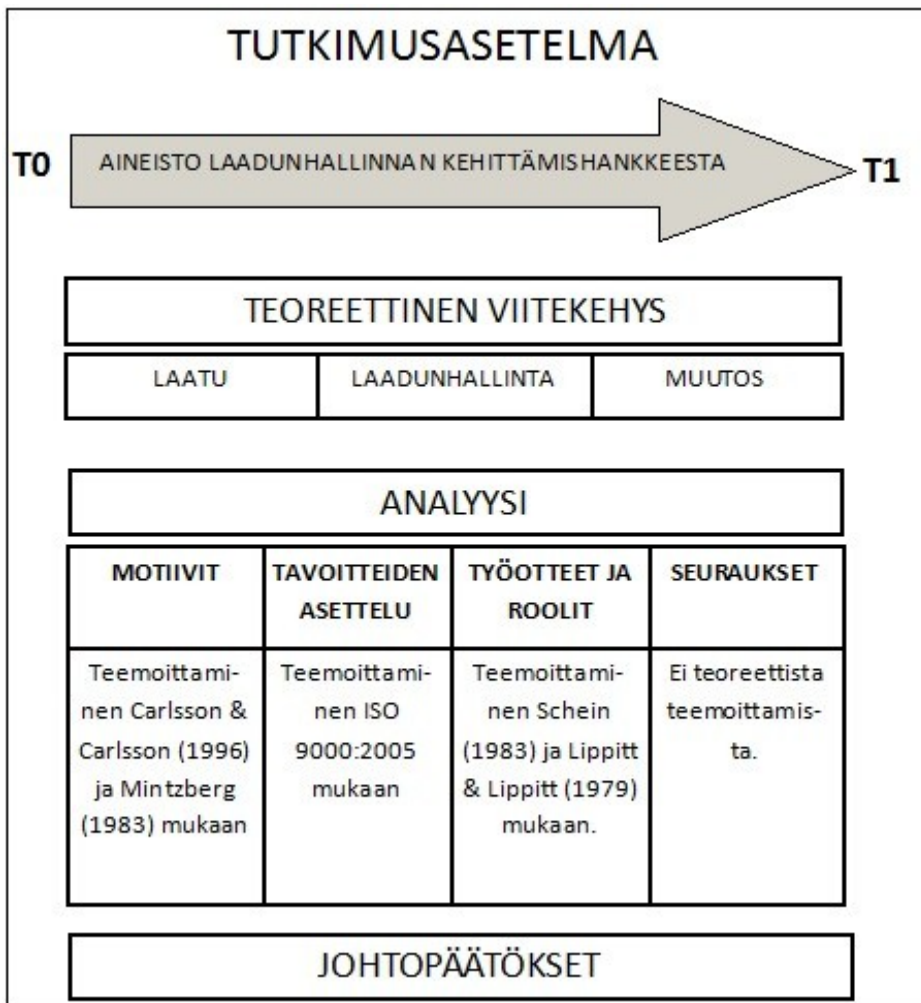 TUTKIMUSASETELMA
T0 AINEISTO LAADUNHALLINNAN KEHITTÄMISHANKKEESTA T1
TEOREETTINEN VIITEKEHYS
LAATU LAADUNHALLINTA MUUTOS
ANALYYSI
MOTIIVIT
TAVOITTEIDEN
ASETTELU
TYÖOTTEET JA
ROOLIT
SEURAUKSET
Teemoittami-
nen Carlsson &
Carlsson (1996)
ja Mintzberg
(1983) mukaan
Teemoittami-
nen ISO
9000:2005
mukaan
Teemoittami-
nen Schein
(1983) ja Lippitt
& Lippitt (1979)
mukaan.
Ei teoreettista
teemoittamis-
ta.
JOHTOPÄÄTÖKSET